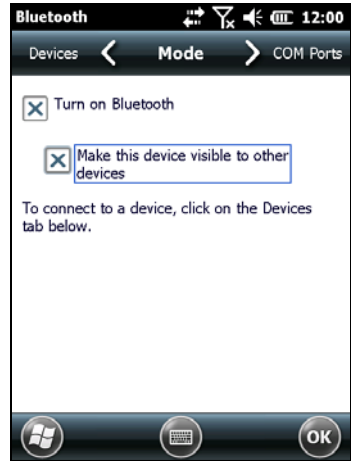 Bluetooth 12:00
Devices Mode COM Ports
Turn on Bluetooth
Make this device visible to other
devices
To connect to a device, click on the Devices
tab below.
OK